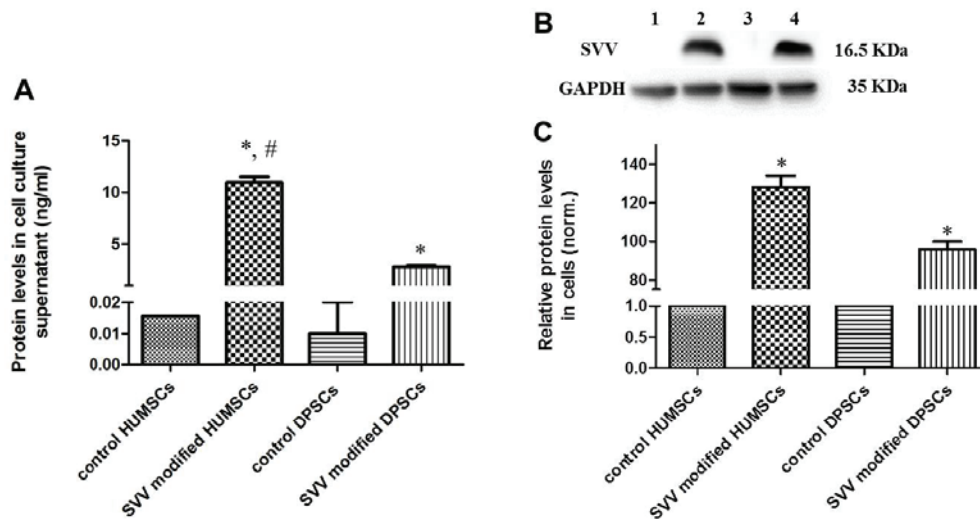 A
Protein levels in cell culture
supernatant (ng/ml)
15
10
5
0.02
0.01
0.00
*, #
*
control HUMSCs
SVV modified HUMSCs
control DPSCs
SVV modified DPSCs
B
1 2 3 4
SVV 16.5 KDa
GAPDH 35 KDa
C
Relative protein levels
in cells (norm.)
140
120
100
80
1.0
0.5
0.0
*
*
control HUMSCs
SVV modified HUMSCs
control DPSCs
SVV modified DPSCs